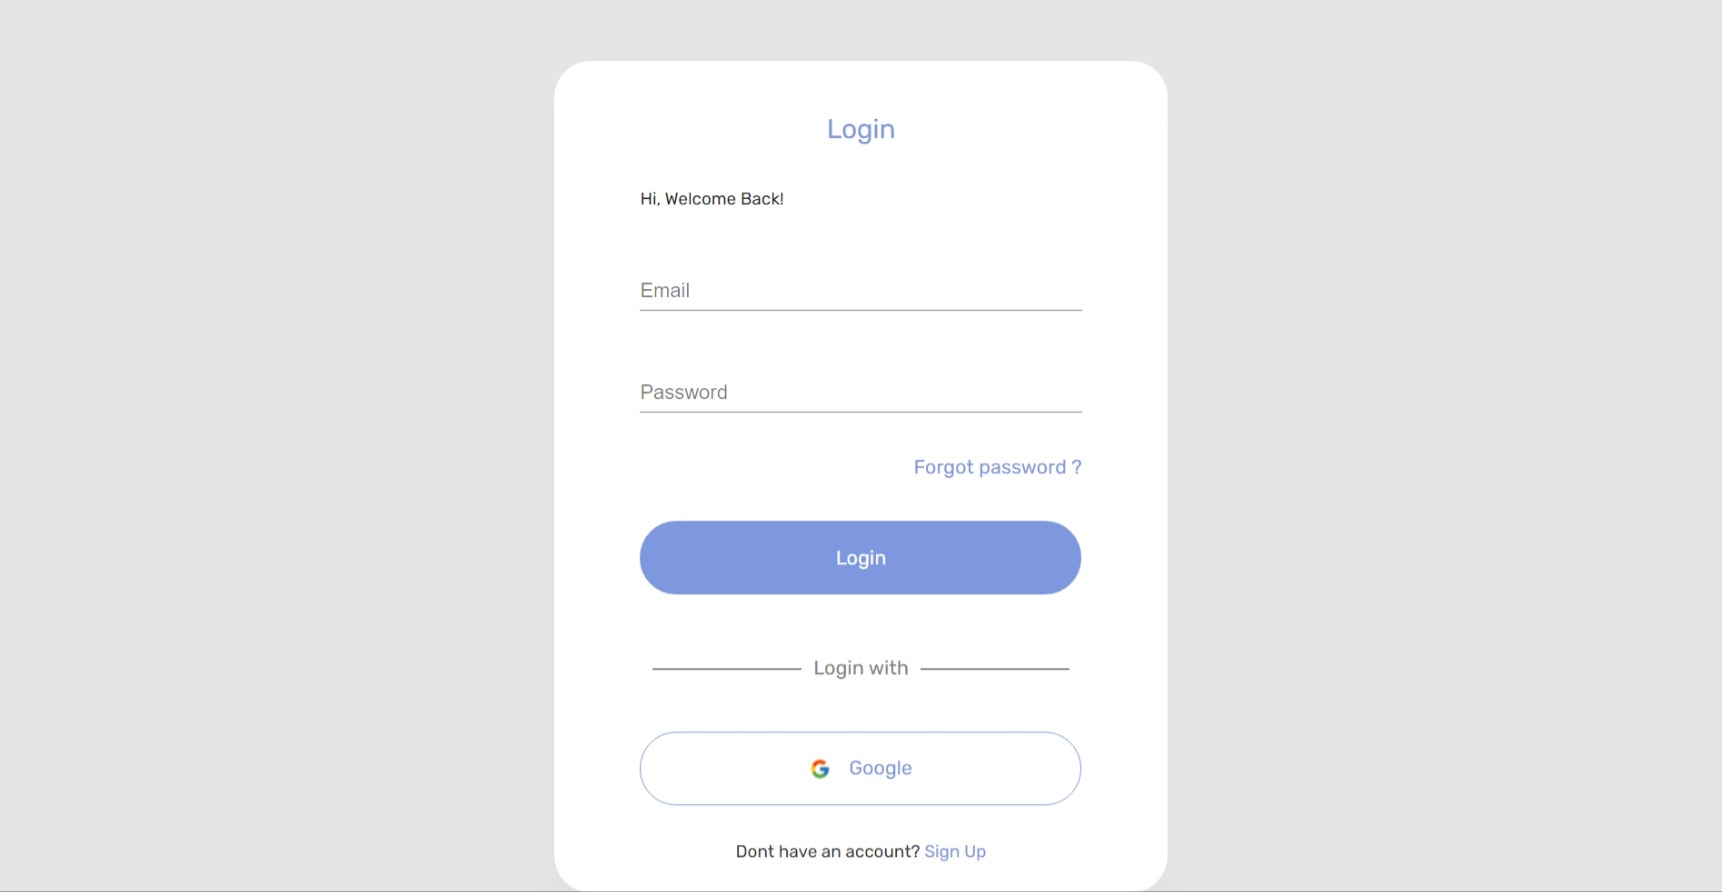 Login
Hi, Welcome Back!
Email
Password
Forgot password ?
Login
Login with
Google
Dont have an account? Sign Up